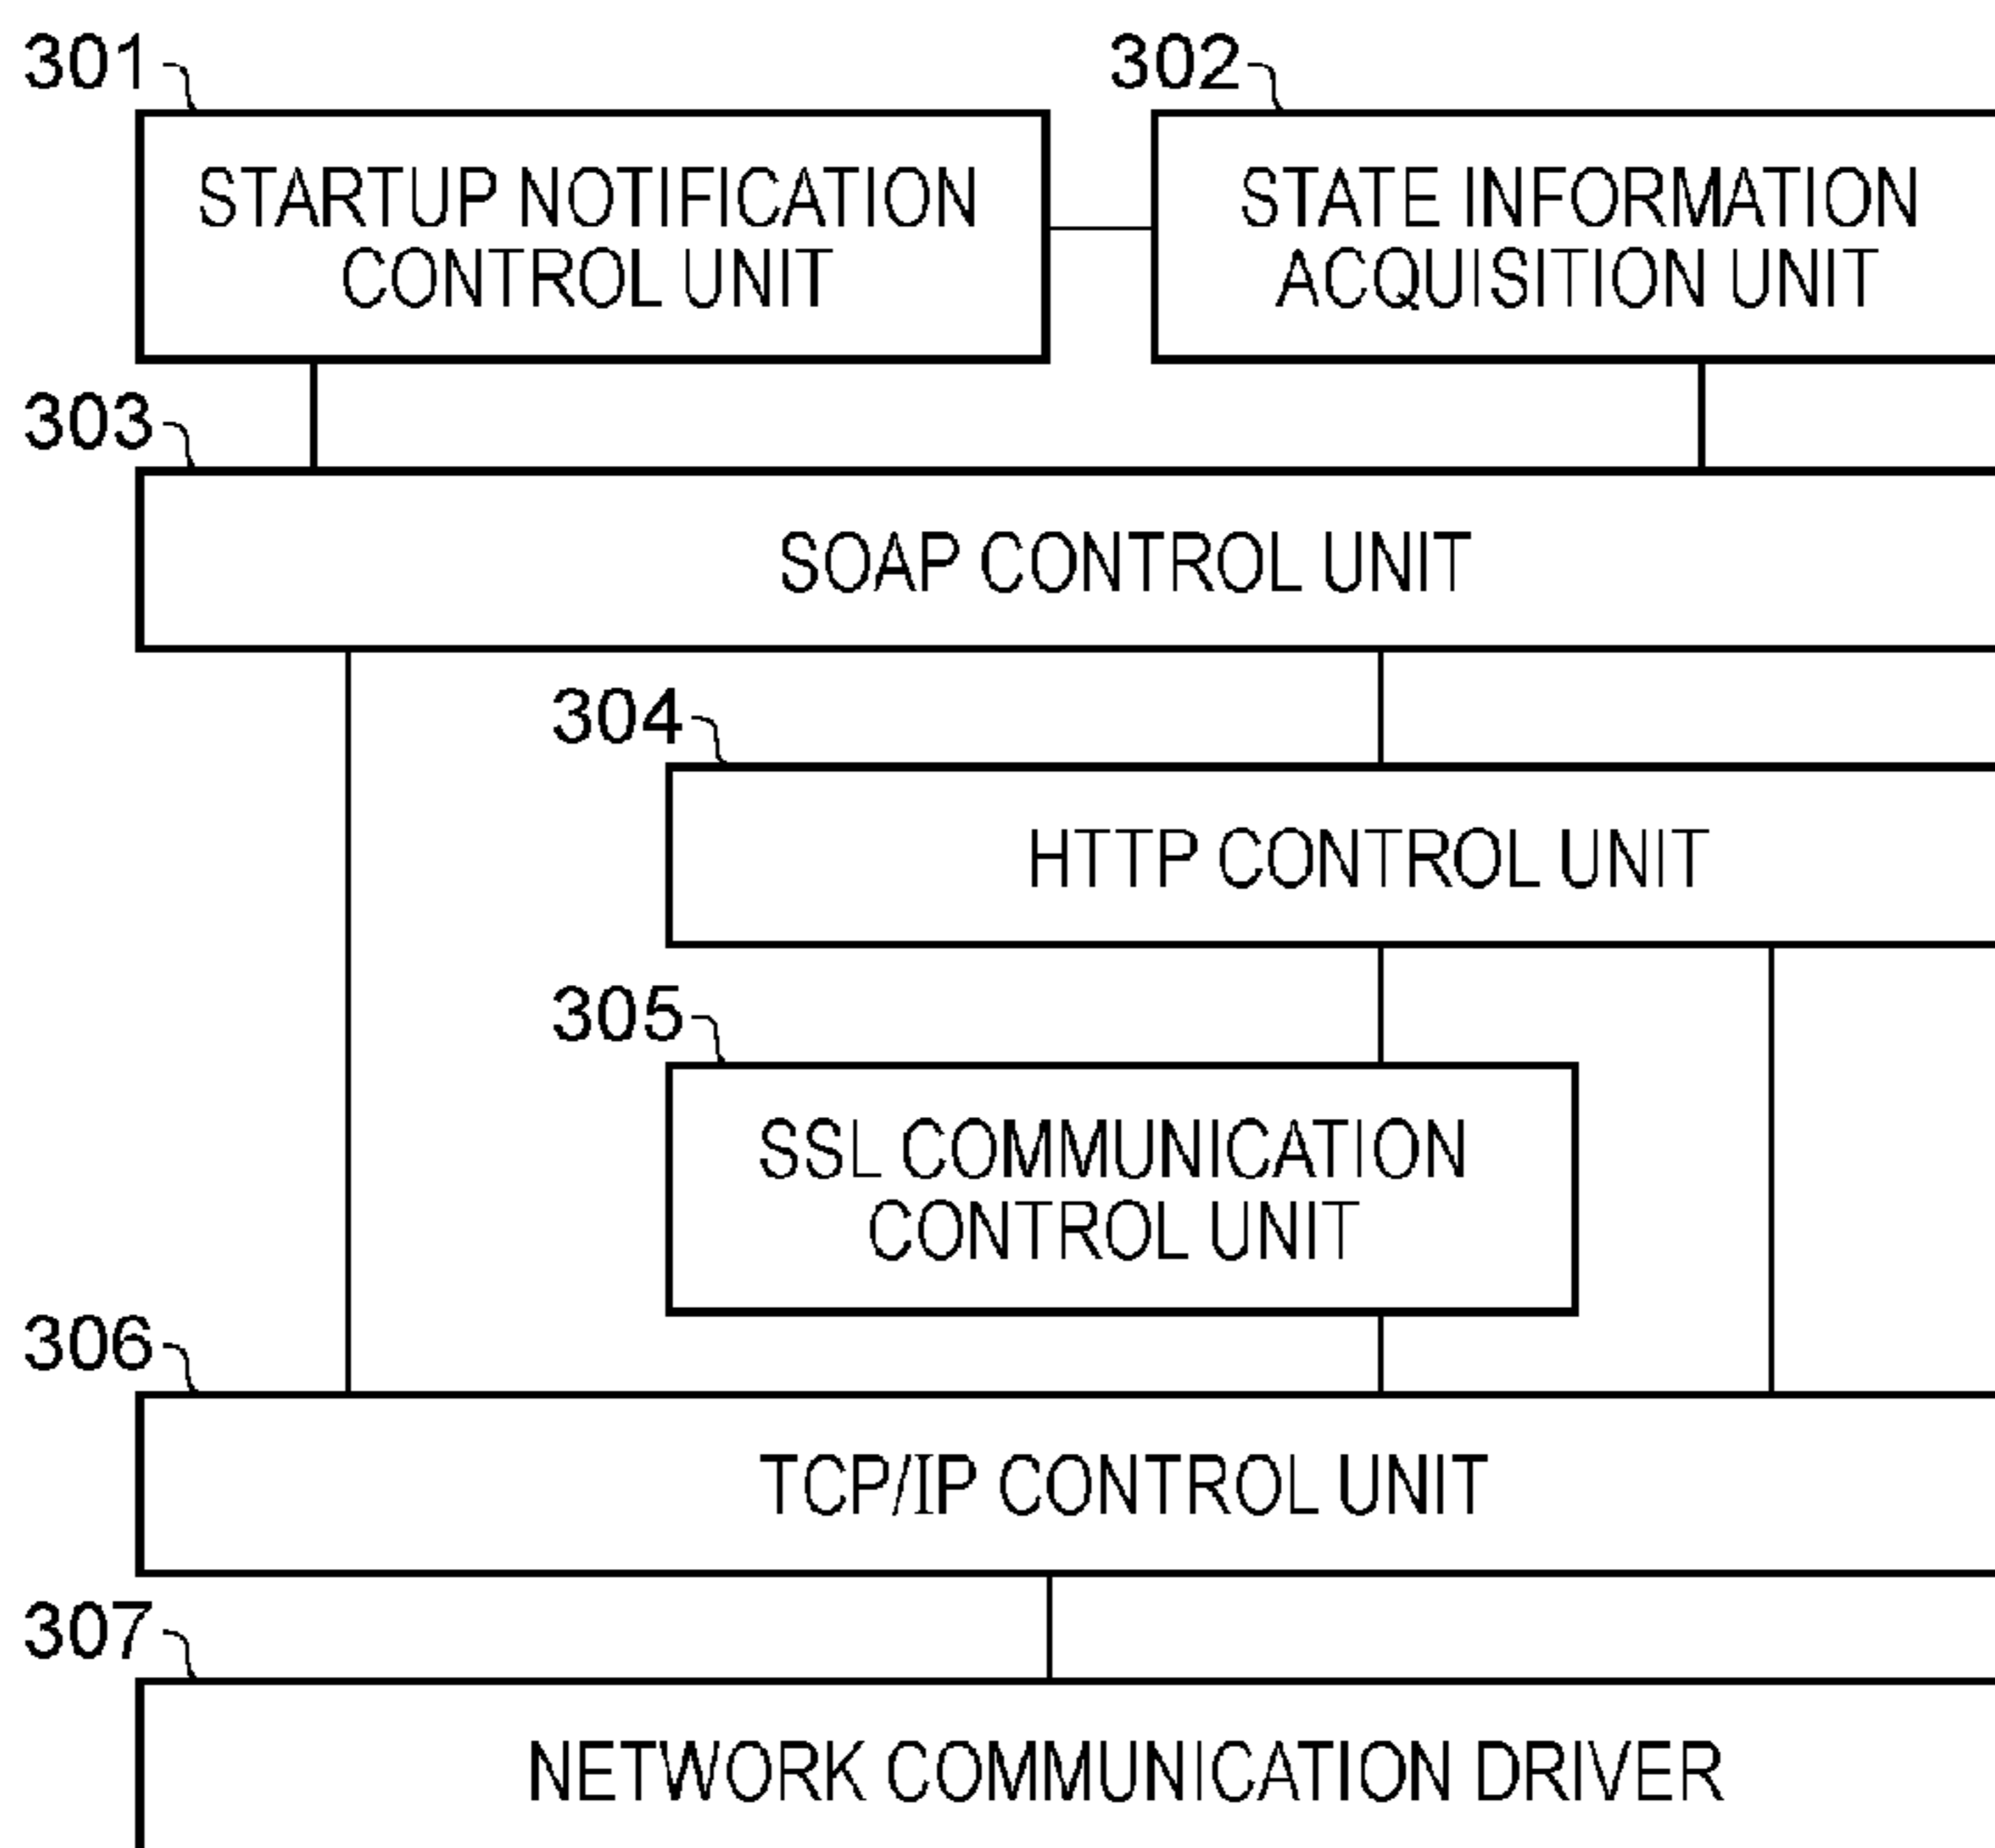 301
302
STARTUP NOTIFICATION
CONTROL UNIT
STATE INFORMATION
ACQUISITION UNIT
303
SOAP CONTROL UNIT
304
HTTP CONTROL UNIT
305
SSL COMMUNICATION
CONTROL UNIT
306
TCP/IP CONTROL UNIT
307
NETWORK COMMUNICATION DRIVER